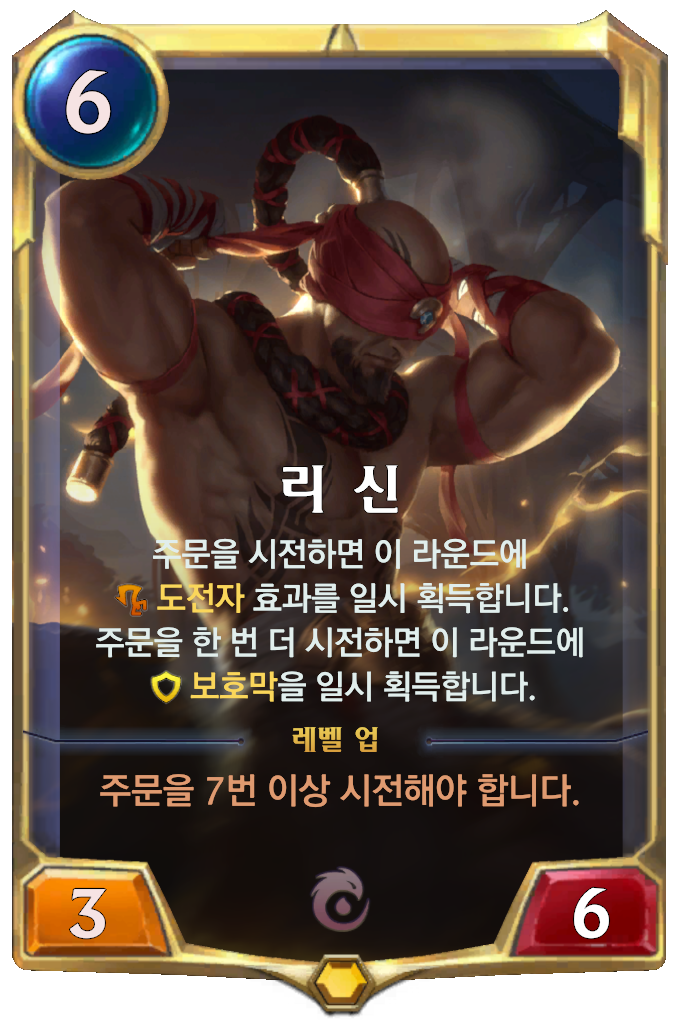 6
리 신
주문을 시전하면 이 라운드에
도전자 효과를 일시 획득합니다.
주문을 한 번 더 시전하면 이 라운드에
보호막을 일시 획득합니다.
레벨 업
주문을 7번 이상 시전해야 합니다.
3
6